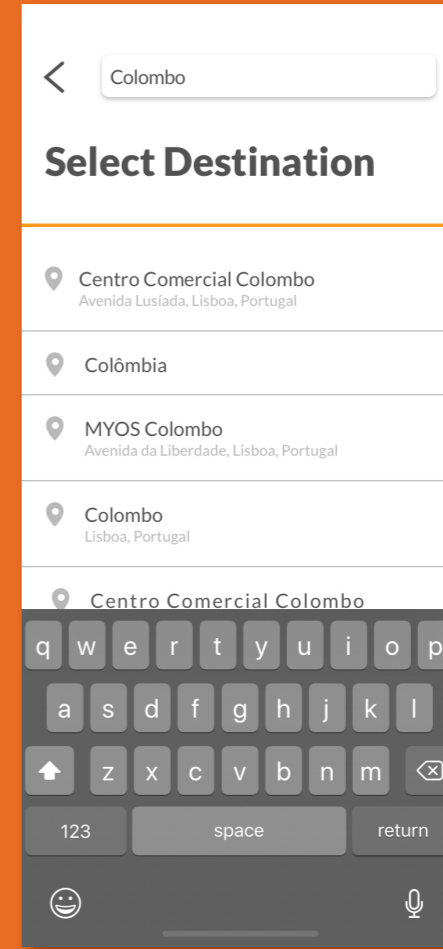 Colombo
Select Destination
Centro Comercial Colombo
Avenida Lusíada, Lisboa, Portugal
Colômbia
MYOS Colombo
Avenida da Liberdade, Lisboa, Portugal
Colombo
Lisboa, Portugal
Centro Comercial Colombo
q w e r t y u i o p
a s d f g h j k l
z x c v b n m
123 space return